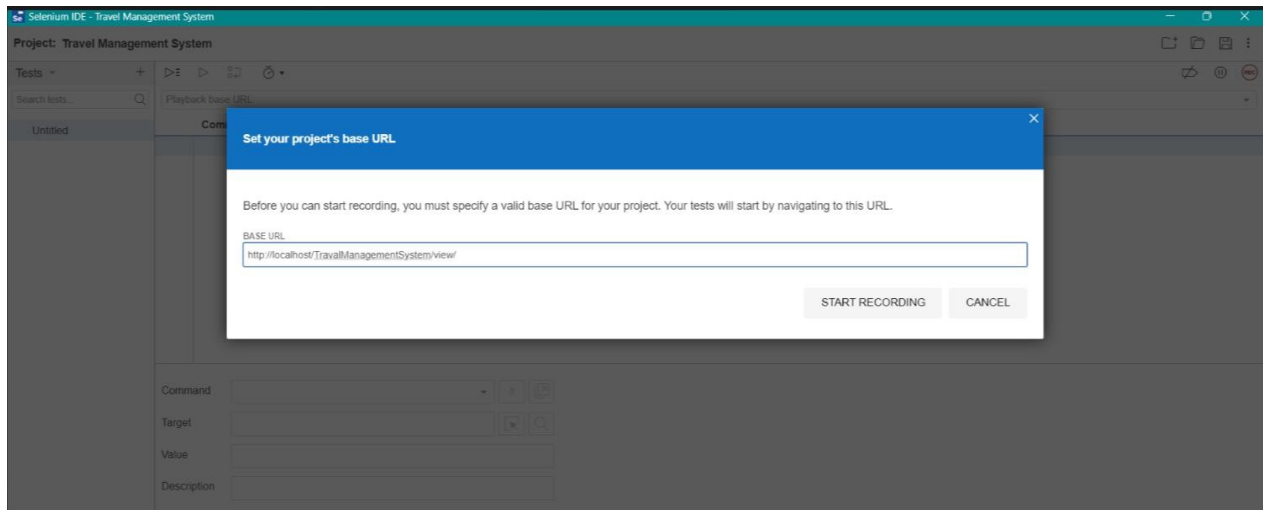 Se Selenium IDE - Travel Management System
Project: Travel Management System
Tests
Search tests...
Playback base URL
REC
Untitled
Com
Set your project's base URL
Before you can start recording, you must specify a valid base URL for your project. Your tests will start by navigating to this URL.
BASE URL
http://localhost/TravalManagementSystem/view/
START RECORDING CANCEL
Command
Target
Value
Description